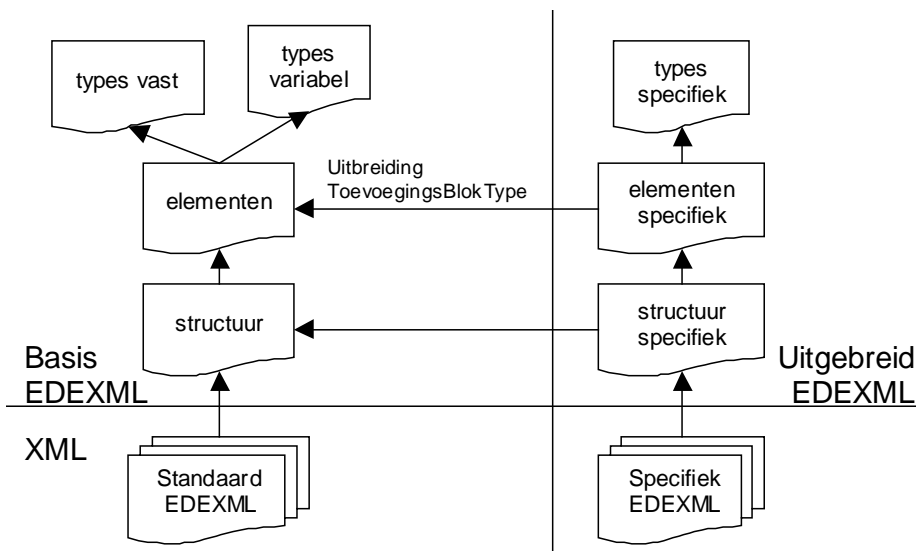 types vast
types
variabel
types
specifiek
elementen
Uitbreiding
ToevoegingsBlokType
elementen
specifiek
structuur
structuur
specifiek
Basis
EDEXML
Uitgebreid
EDEXML
XML
Standaard
EDEXML
Specifiek
EDEXML